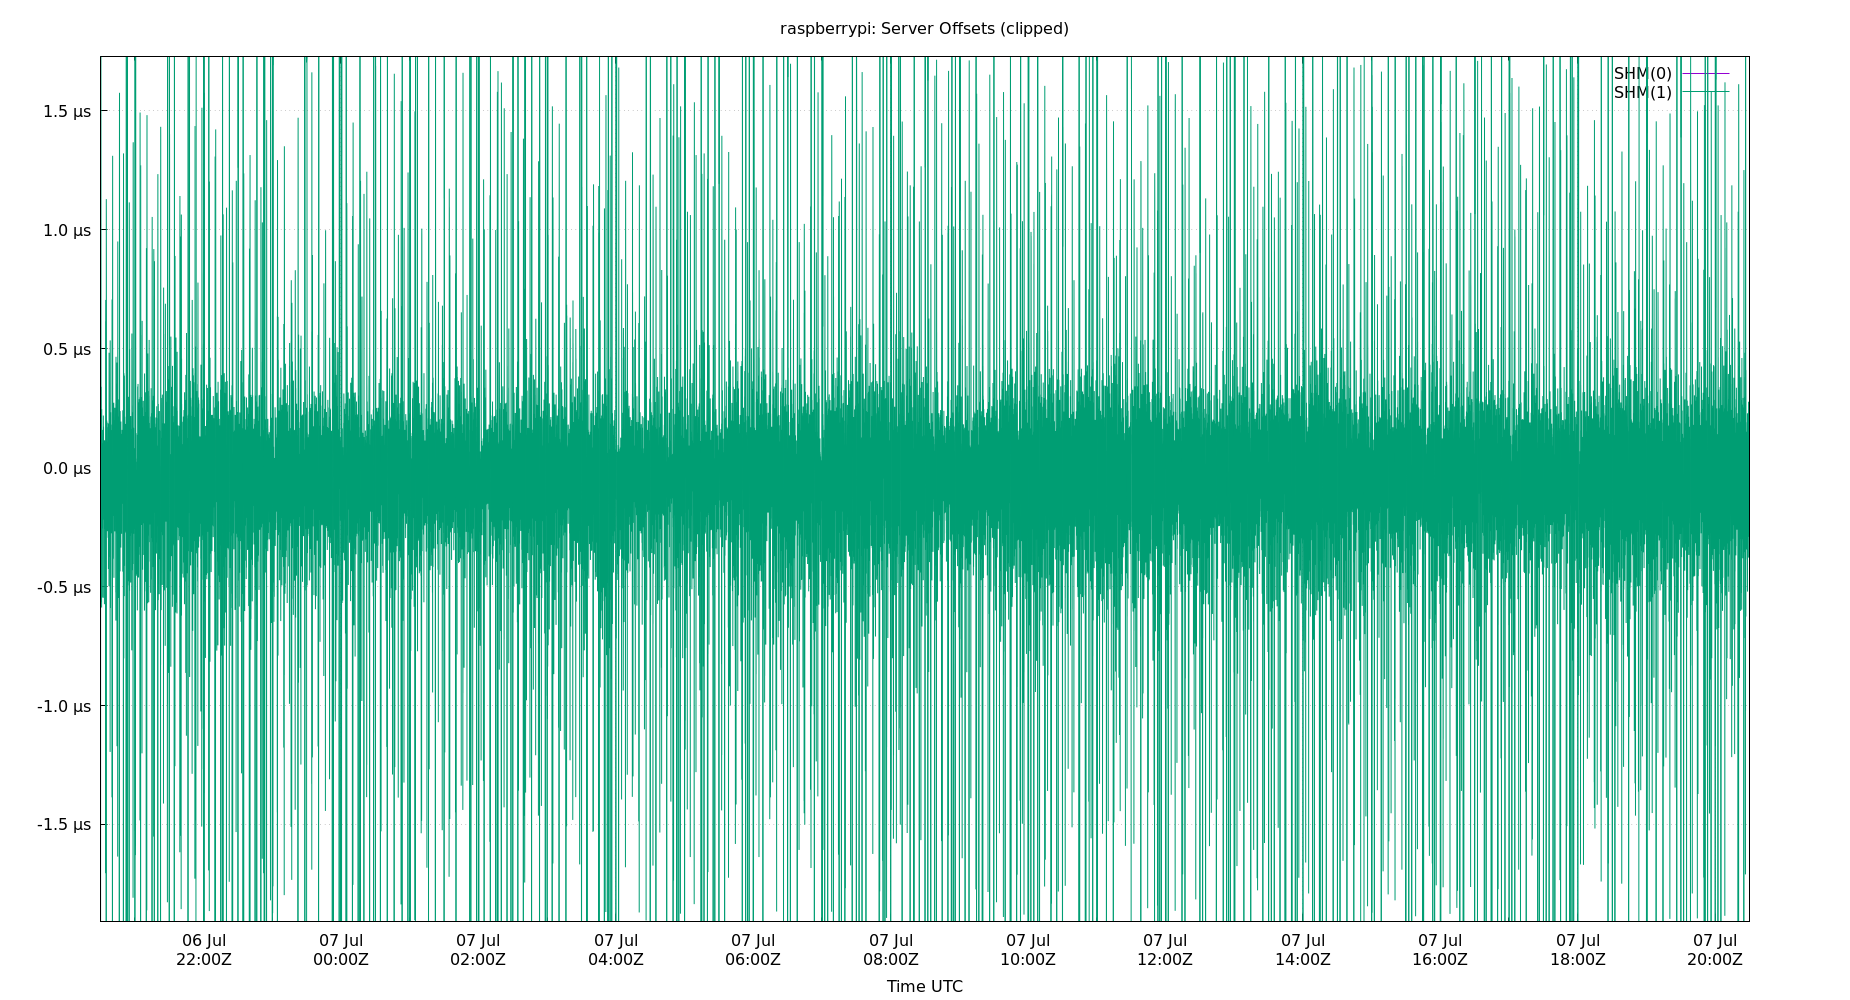 raspberrypi: Server Offsets (clipped)
SHM(0)
SHM(1)
1.5 µs
1.0 µs
0.5 µs
0.0 µs
-0.5 µs
-1.0 µs
-1.5 µs
06 Jul 07 Jul 07 Jul 07 Jul 07 Jul 07 Jul 07 Jul 07 Jul 07 Jul 07 Jul 07 Jul 07 Jul
22:00Z 00:00Z 02:00Z 04:00Z 06:00Z 08:00Z 10:00Z 12:00Z 14:00Z 16:00Z 18:00Z 20:00Z
Time UTC